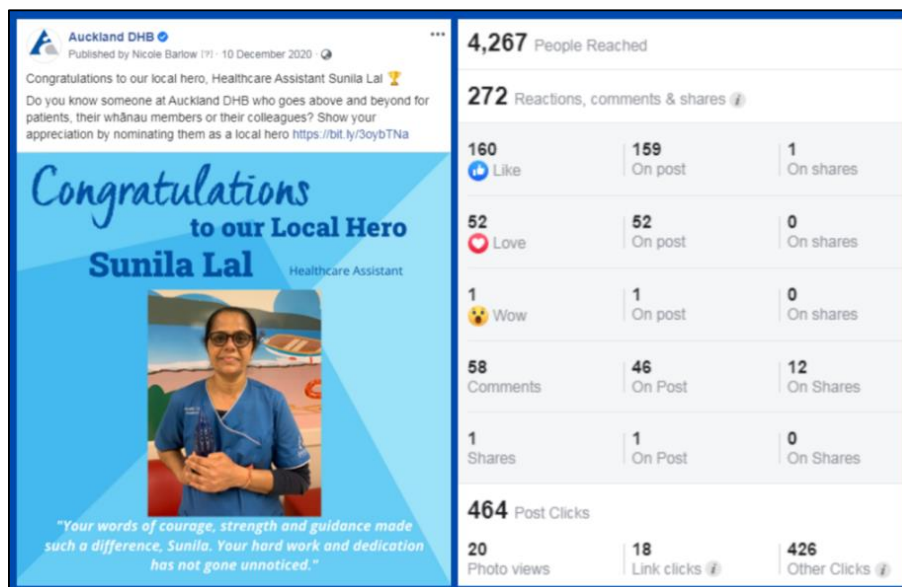 Auckland DHB
Published by Nicole Barlow [?] · 10 December 2020 ·
Congratulations to our local hero, Healthcare Assistant Sunila Lal 🏆
Do you know someone at Auckland DHB who goes above and beyond for
patients, their whānau members or their colleagues? Show your
appreciation by nominating them as a local hero https://bit.ly/3oybTNa
Congratulations
to our Local Hero
Sunila Lal Healthcare Assistant
"Your words of courage, strength and guidance made
such a difference, Sunila. Your hard work and dedication
has not gone unnoticed."
4,267 People Reached
272 Reactions, comments & shares
160 159 1
Like On post On shares
52 52 0
Love On post On shares
1 1 0
Wow On post On shares
58 46 12
Comments On Post On Shares
1 1 0
Shares On Post On Shares
464 Post Clicks
20 18 426
Photo views Link clicks Other Clicks